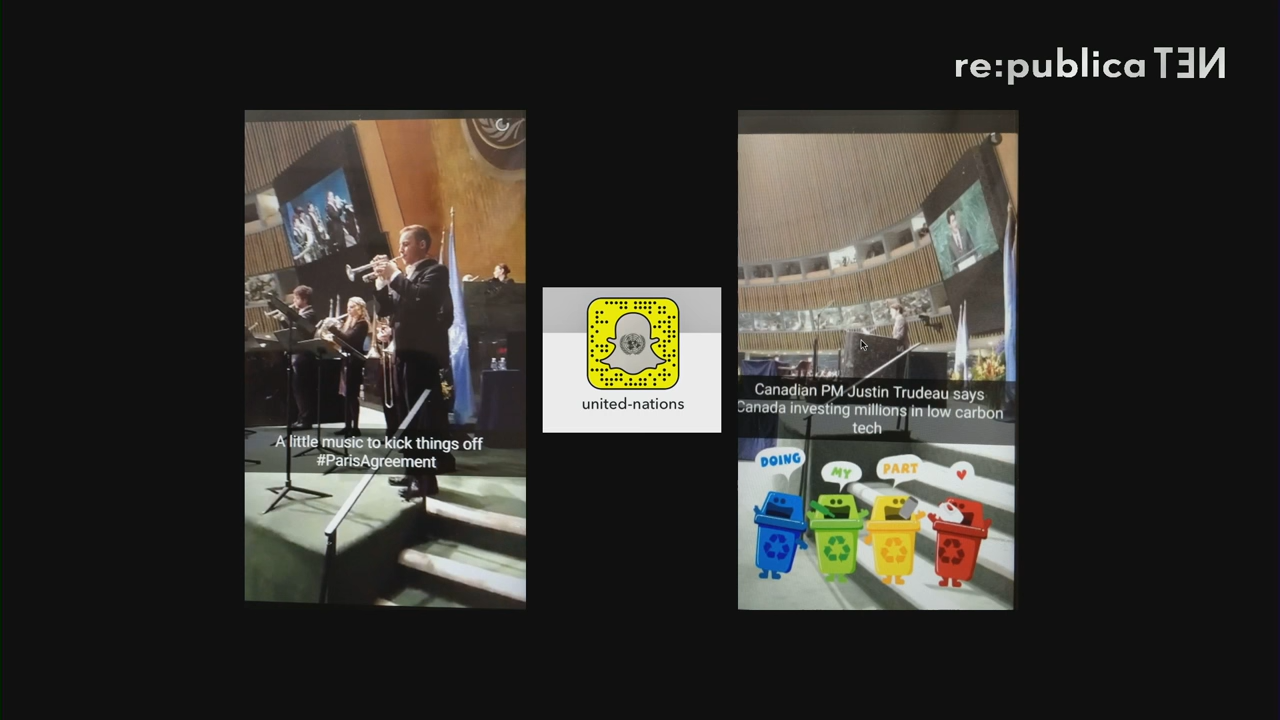 re:publica TEN
A little music to kick things off
#ParisAgreement
united-nations
Canadian PM Justin Trudeau says
Canada investing millions in low carbon
tech
DOING
MY
PART